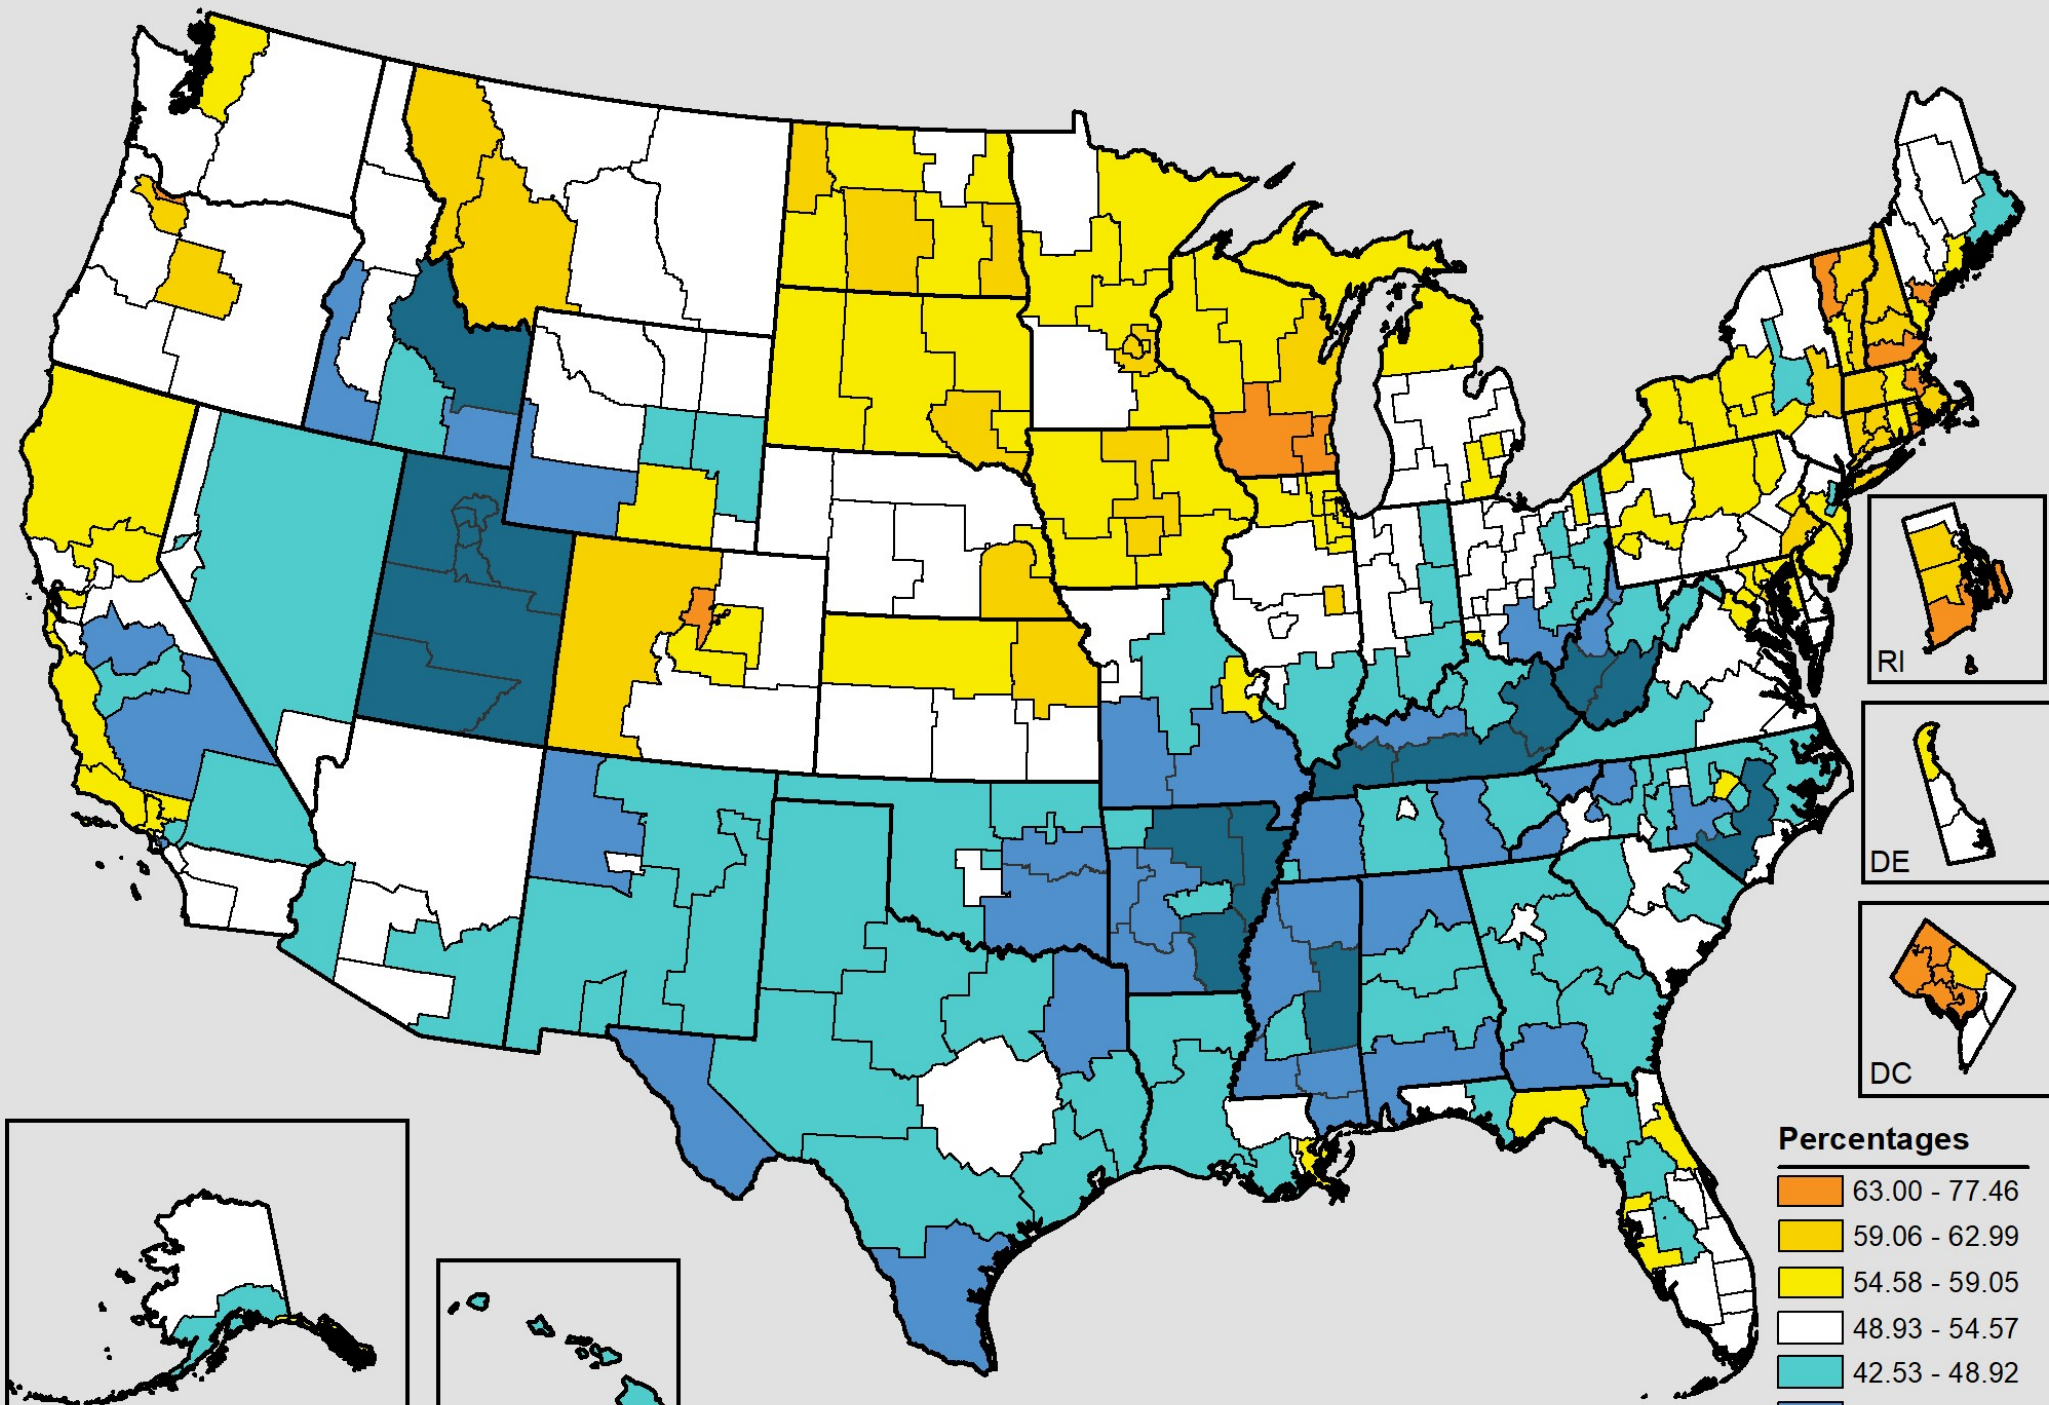 RI
DE
DC
Percentages
63.00 - 77.46
59.06 - 62.99
54.58 - 59.05
48.93 - 54.57
42.53 - 48.92